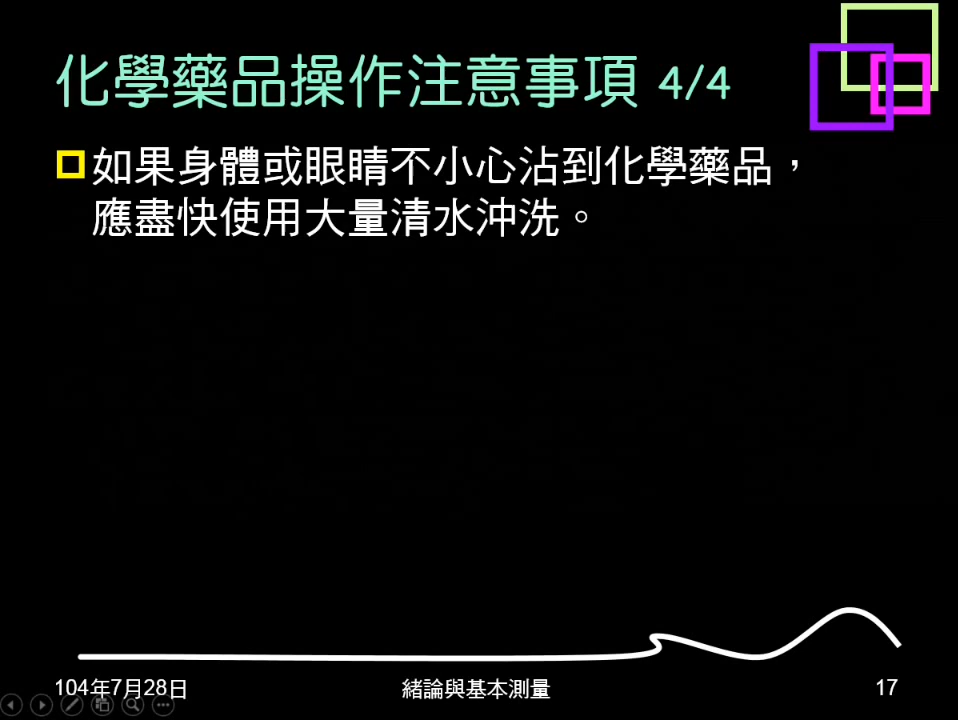 化學藥品操作注意事項 4/4
如果身體或眼睛不小心沾到化學藥品，
應盡快使用大量清水沖洗。
104年7月28日
緒論與基本測量
17